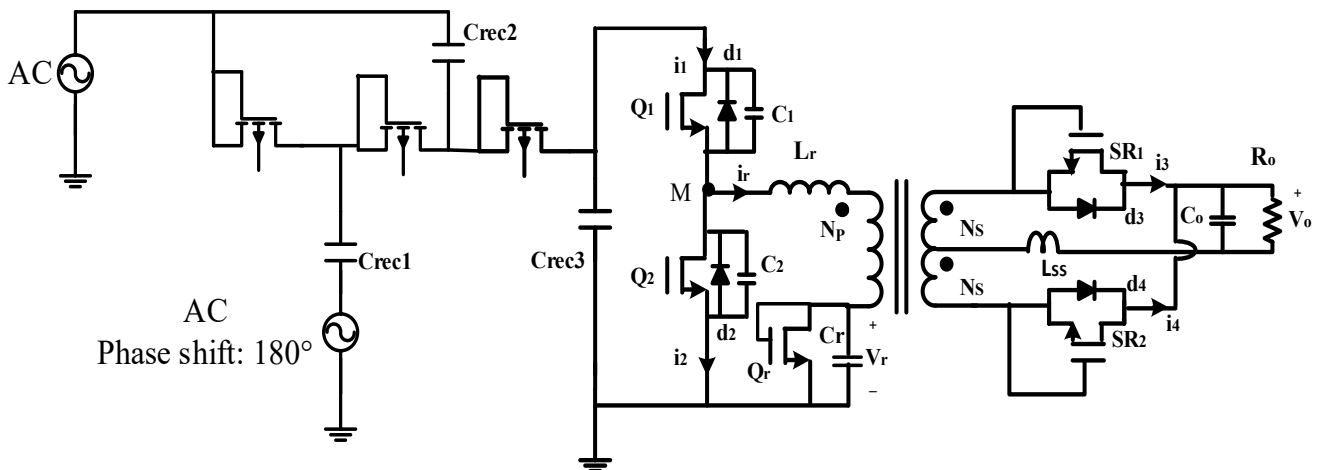 Crec2
AC
i1
d1
Q1
C1
Lr
SR1
Ro
ir
i3
M
NP
NS
d3
Co
+
Vo
Crec3
Crec1
Q2
C2
Lss
NS
d4
AC
Phase shift: 180°
d2
Cr
+
i4
i2
Qr
Vr
SR2
–